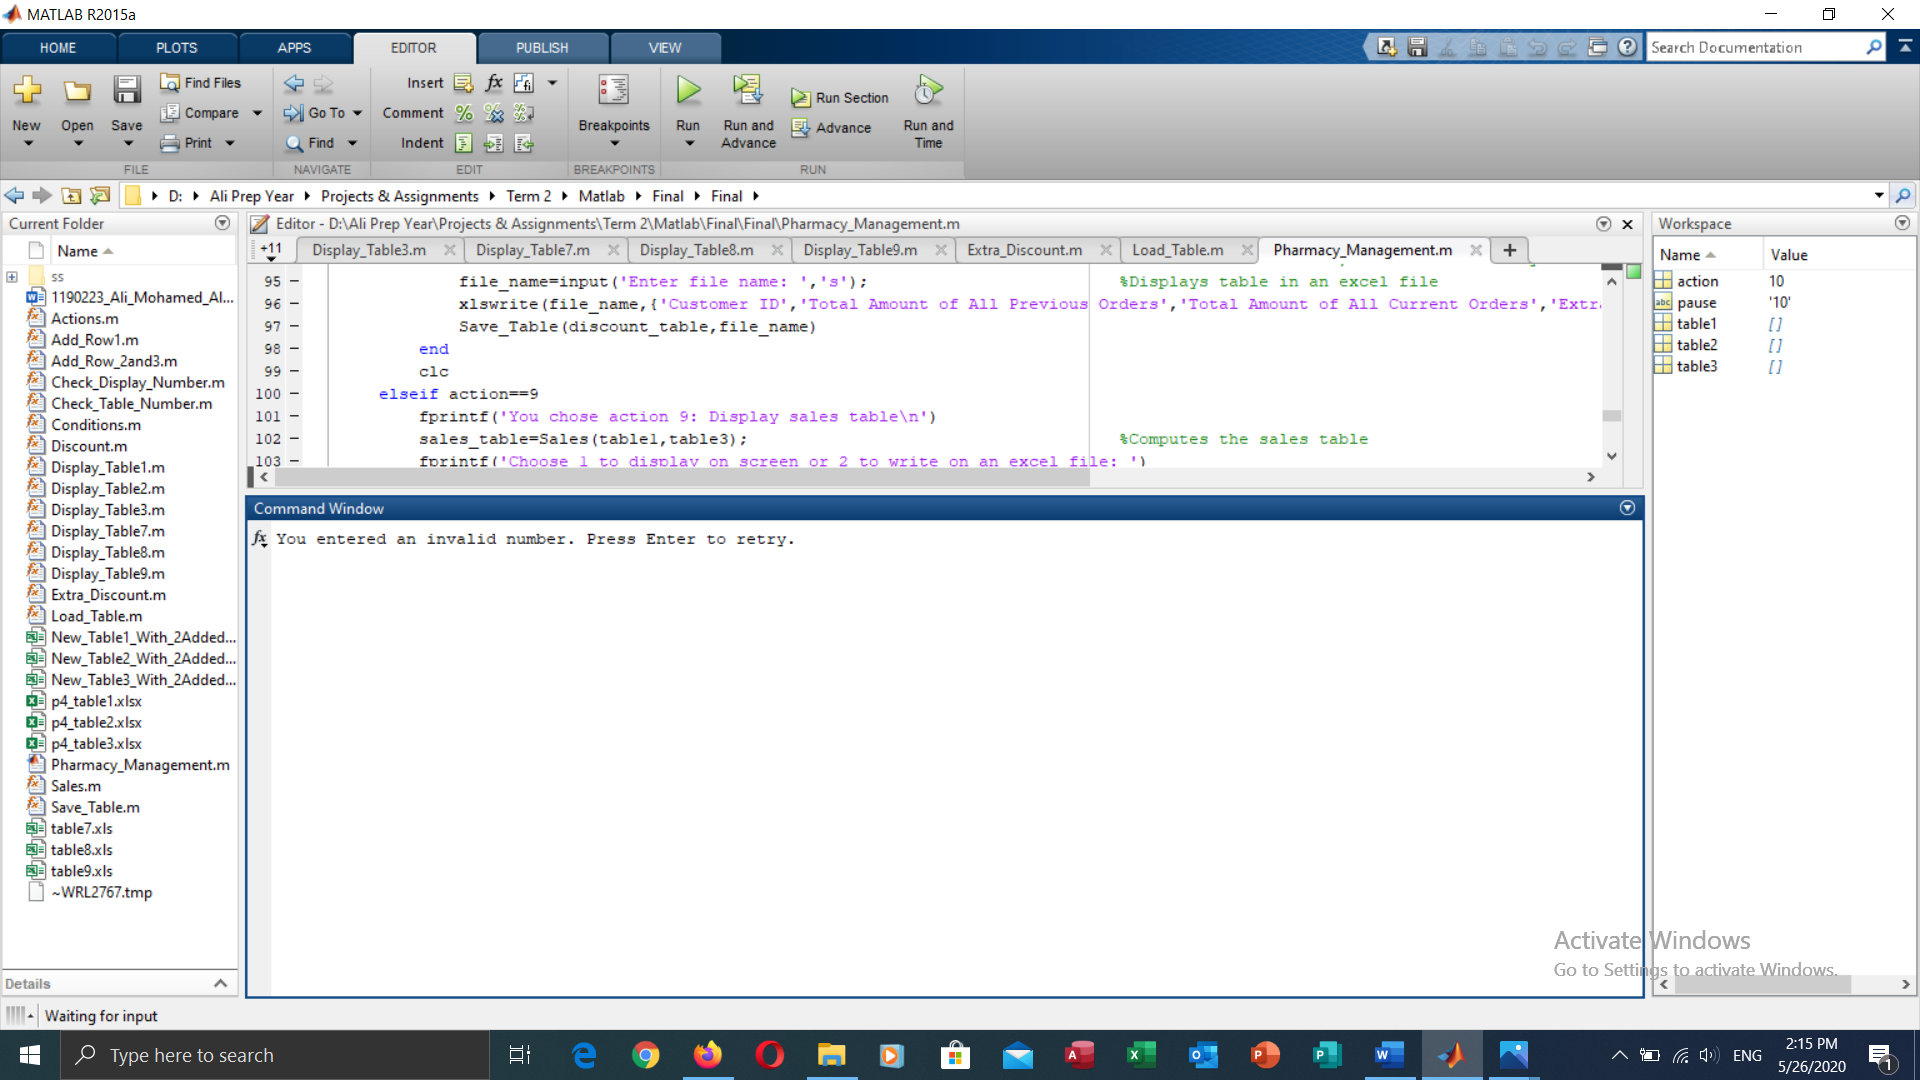 MATLAB R2015a
HOME PLOTS APPS EDITOR PUBLISH VIEW
Search Documentation
New
Open
Save
Find Files
Compare
Print
FILE
Go To
Find
NAVIGATE
Insert
Comment
Indent
EDIT
Breakpoints
BREAKPOINTS
Run
Run and Advance
Run Section
Advance
Run and Time
RUN
D: Ali Prep Year Projects & Assignments Term 2 Matlab Final Final
Current Folder
Name
ss
1190223_Ali_Mohamed_Al...
Actions.m
Add_Row1.m
Add_Row_2and3.m
Check_Display_Number.m
Check_Table_Number.m
Conditions.m
Discount.m
Display_Table1.m
Display_Table2.m
Display_Table3.m
Display_Table7.m
Display_Table8.m
Display_Table9.m
Extra_Discount.m
Load_Table.m
New_Table1_With_2Added...
New_Table2_With_2Added...
New_Table3_With_2Added...
p4_table1.xlsx
p4_table2.xlsx
p4_table3.xlsx
Pharmacy_Management.m
Sales.m
Save_Table.m
table7.xls
table8.xls
table9.xls
~WRL2767.tmp
Details
Editor - D:\Ali Prep Year\Projects & Assignments\Term 2\Matlab\Final\Final\Pharmacy_Management.m
+11 Display_Table3.m Display_Table7.m Display_Table8.m Display_Table9.m Extra_Discount.m Load_Table.m Pharmacy_Management.m
95 - file_name=input('Enter file name: ','s'); %Displays table in an excel file
96 - xlswrite(file_name,{'Customer ID','Total Amount of All Previous Orders','Total Amount of All Current Orders','Extr
97 - Save_Table(discount_table,file_name)
98 - end
99 - clc
100 - elseif action==9
101 - fprintf('You chose action 9: Display sales table\n')
102 - sales_table=Sales(table1,table3); %Computes the sales table
103 - fprintf('Choose 1 to display on screen or 2 to write on an excel file: ')
Command Window
fx You entered an invalid number. Press Enter to retry.
Workspace
Name Value
action 10
abc pause '10'
table1 []
table2 []
table3 []
Activate Windows
Go to Settings to activate Windows.
Waiting for input
Type here to search
ENG
2:15 PM
5/26/2020
1